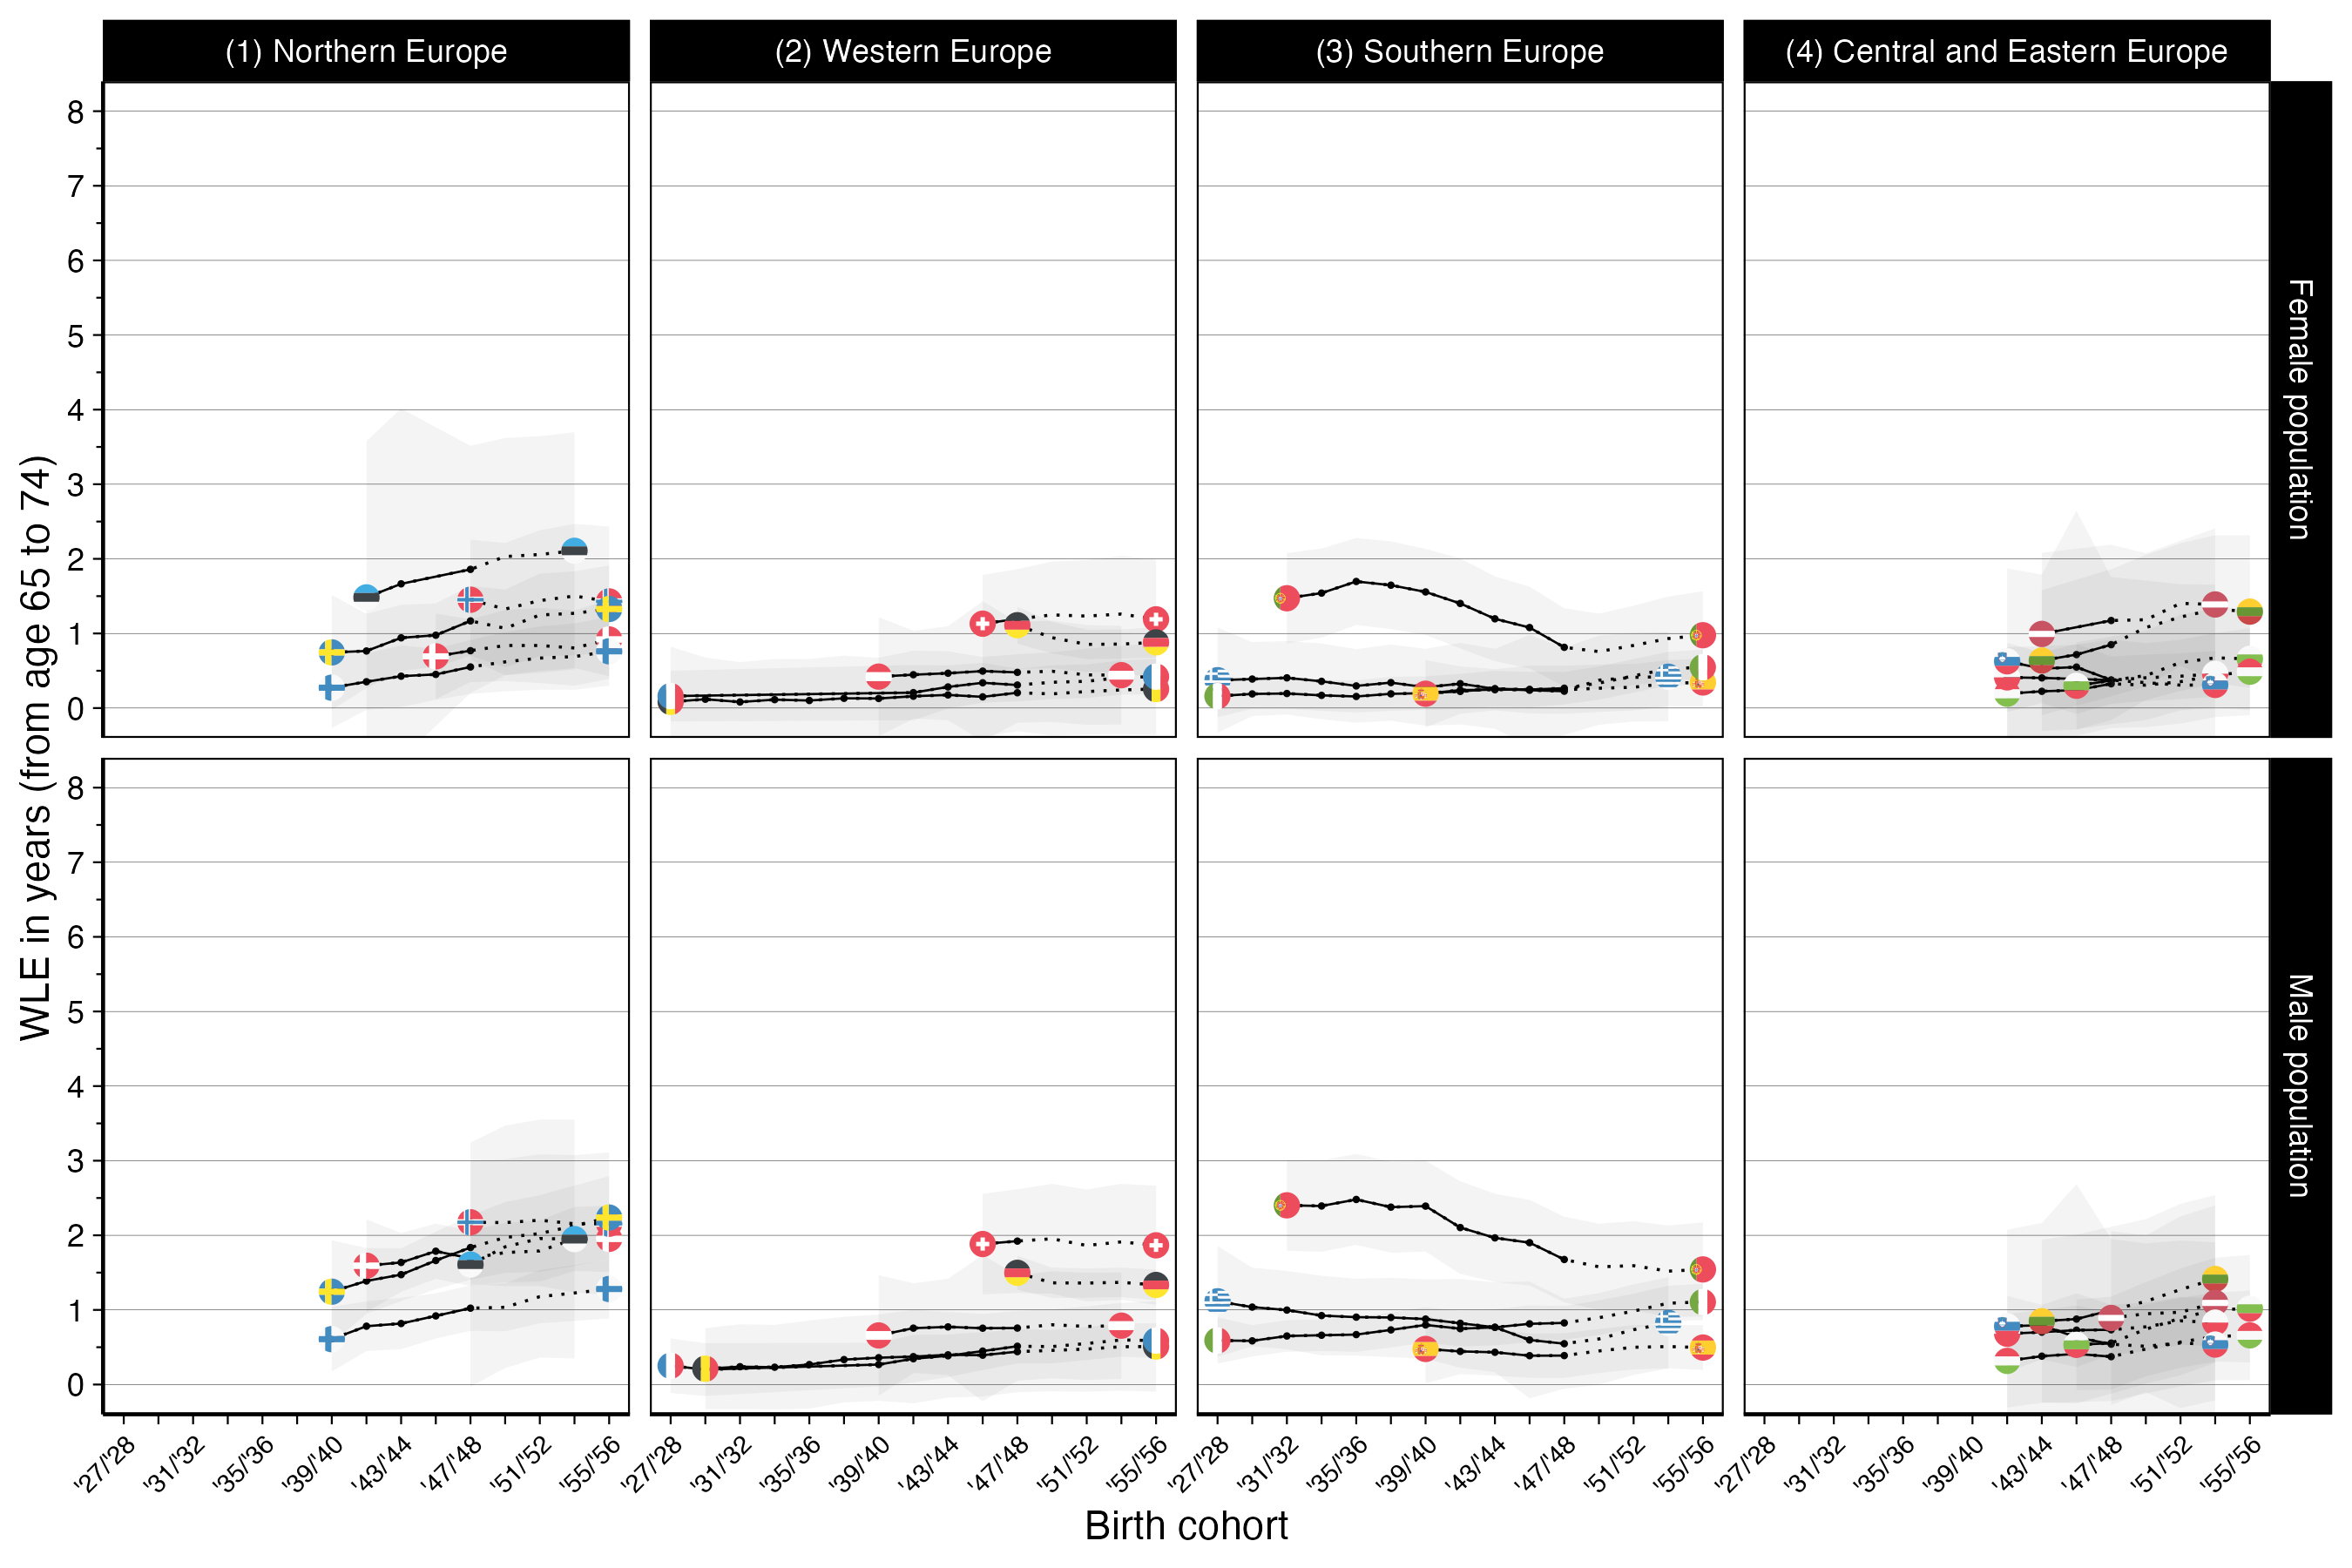 (1) Northern Europe
(2) Western Europe
(3) Southern Europe
(4) Central and Eastern Europe
WLE in years (from age 65 to 74)
8
7
6
5
4
3
2
1
0
Female population
8
7
6
5
4
3
2
1
0
Male population
'27/'28 '31/'32 '35/'36 '39/'40 '43/'44 '47/'48 '51/'52 '55/'56
'27/'28 '31/'32 '35/'36 '39/'40 '43/'44 '47/'48 '51/'52 '55/'56
'27/'28 '31/'32 '35/'36 '39/'40 '43/'44 '47/'48 '51/'52 '55/'56
'27/'28 '31/'32 '35/'36 '39/'40 '43/'44 '47/'48 '51/'52 '55/'56
Birth cohort